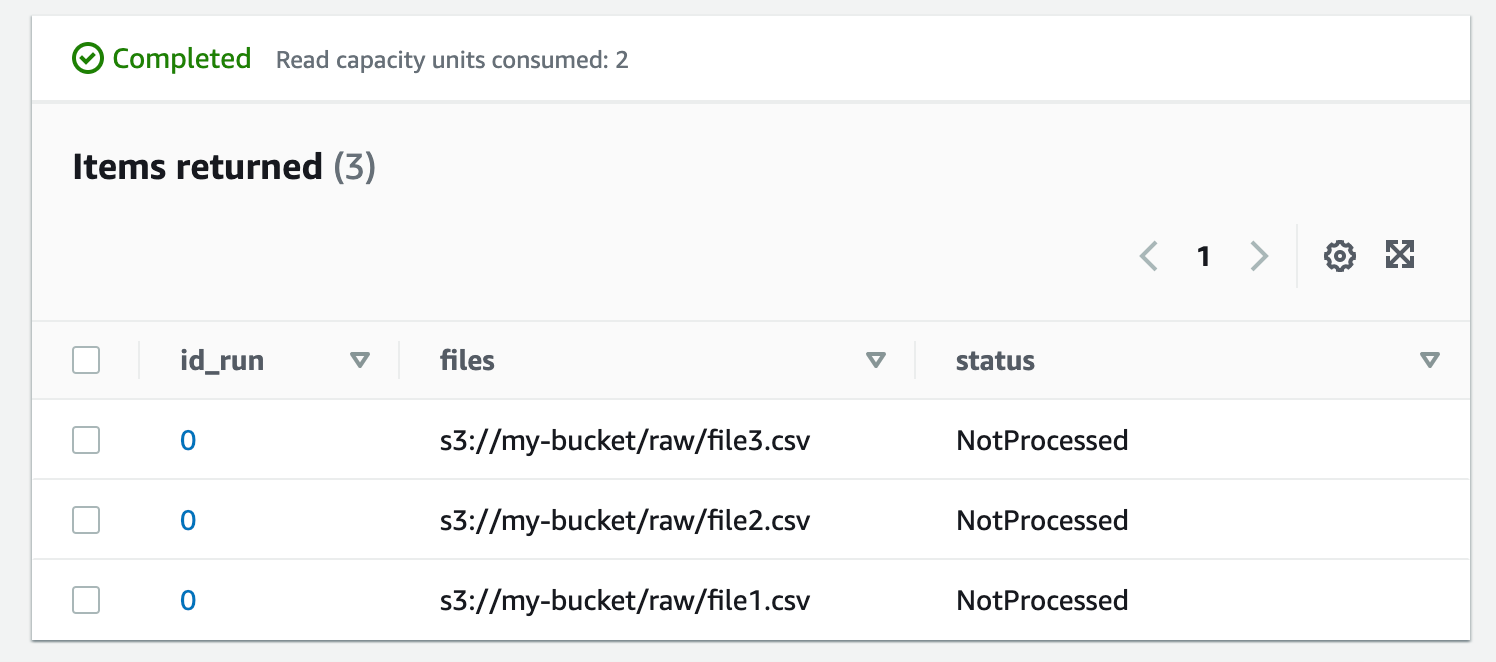 Completed Read capacity units consumed: 2
Items returned (3)
1
id_run files status
0 s3://my-bucket/raw/file3.csv NotProcessed
0 s3://my-bucket/raw/file2.csv NotProcessed
0 s3://my-bucket/raw/file1.csv NotProcessed